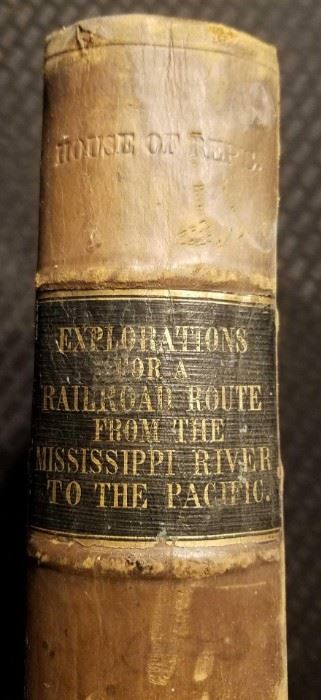 HOUSE OF REPS.
EXPLORATIONS
FOR A
RAILROAD ROUTE
FROM THE
MISSISSIPPI RIVER
TO THE PACIFIC.